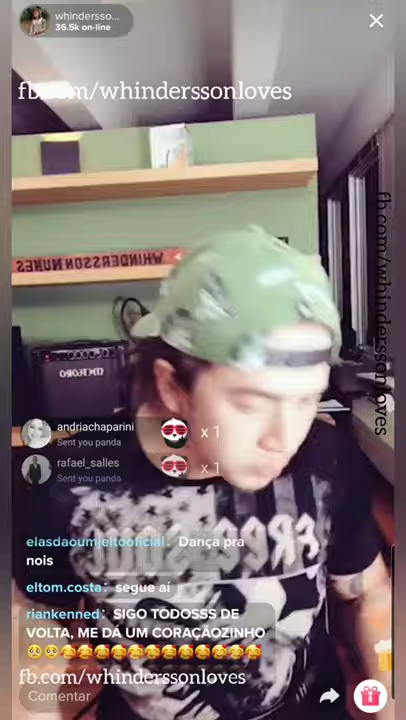 whindersso...
36.5k on-line
fb.com/whinderssonloves
fb.com/whinderssonloves
WHINDERSSON NUNES
andriachaparini
Sent you panda
x 1
rafael_salles
Sent you panda
x 1
elasdaoumjeitooficial: Dança pra
nois
eltom.costa: segue aí
riankenned: SIGO TODOSSS DE
VOLTA, ME DÁ UM CORAÇÃOZINHO
🥺🥺🥰🥰🥰🥰🥰🥰🥰🥰🥰🥰🥰🥰🥰
fb.com/whinderssonloves
Comentar